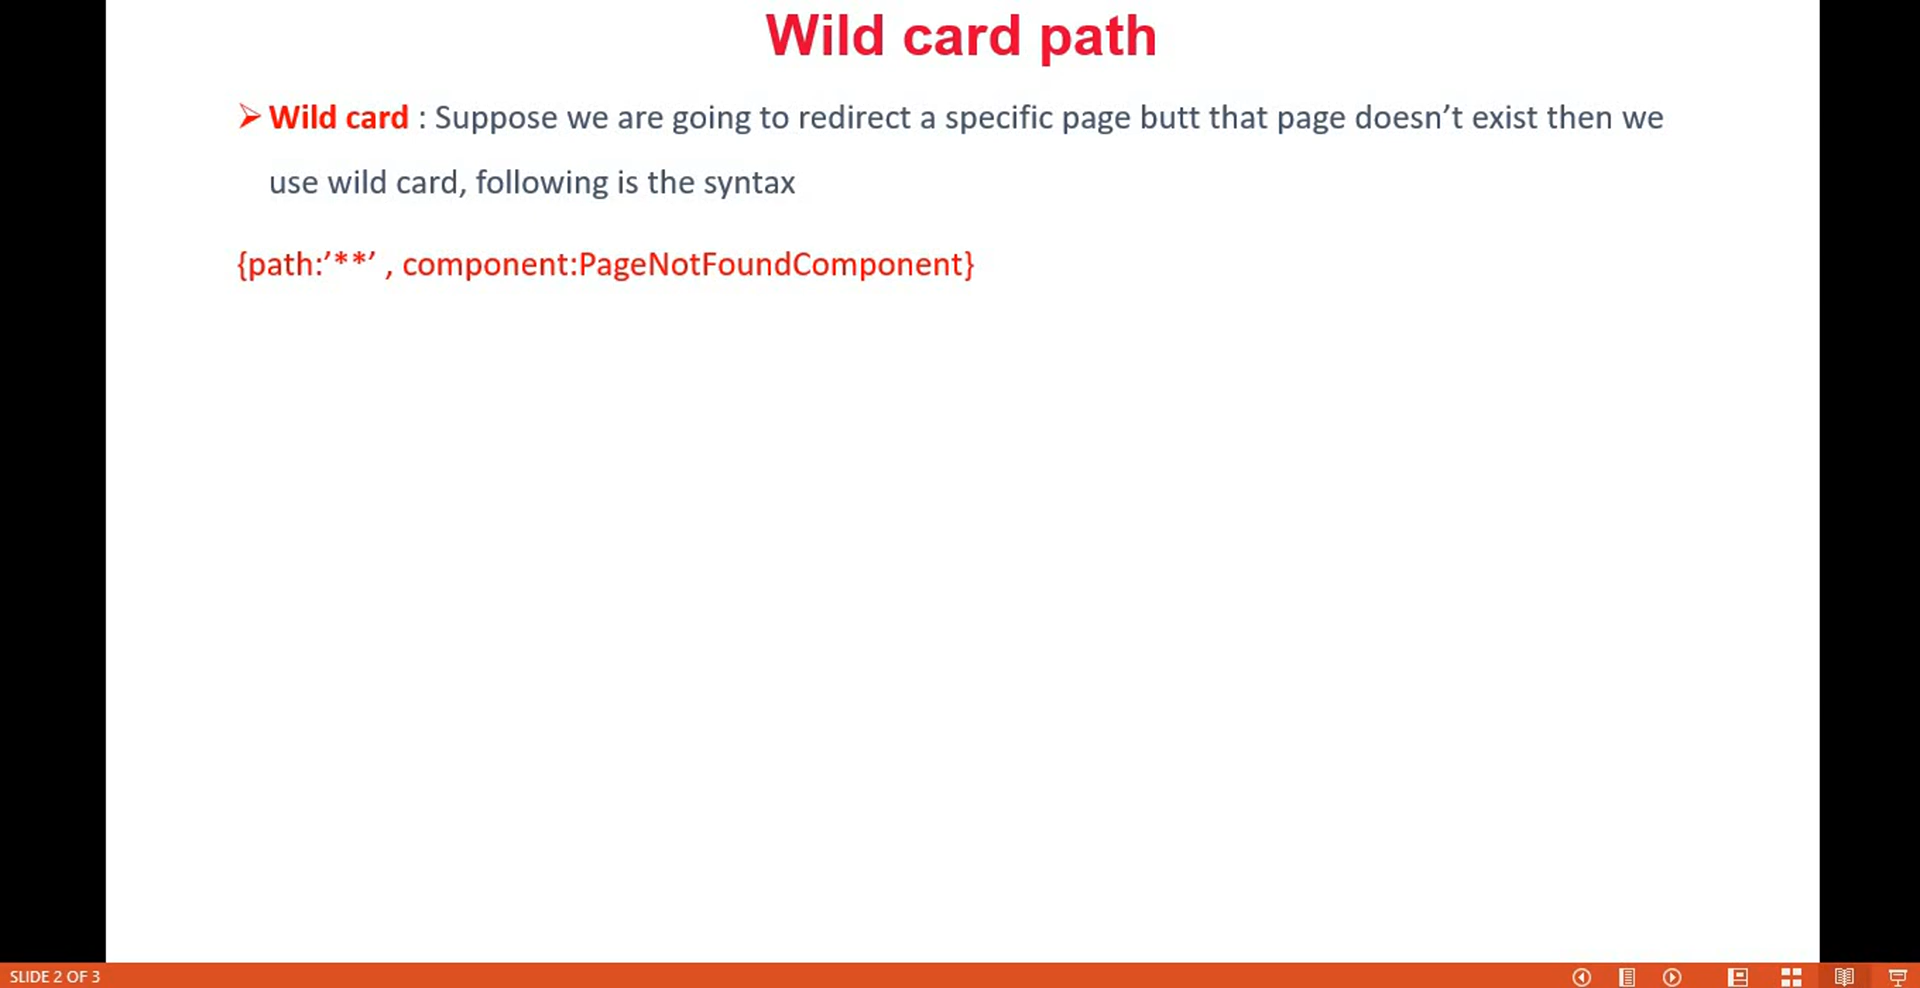 Wild card path
Wild card : Suppose we are going to redirect a specific page butt that page doesn’t exist then we
use wild card, following is the syntax
{path:’**’ , component:PageNotFoundComponent}
SLIDE 2 OF 3